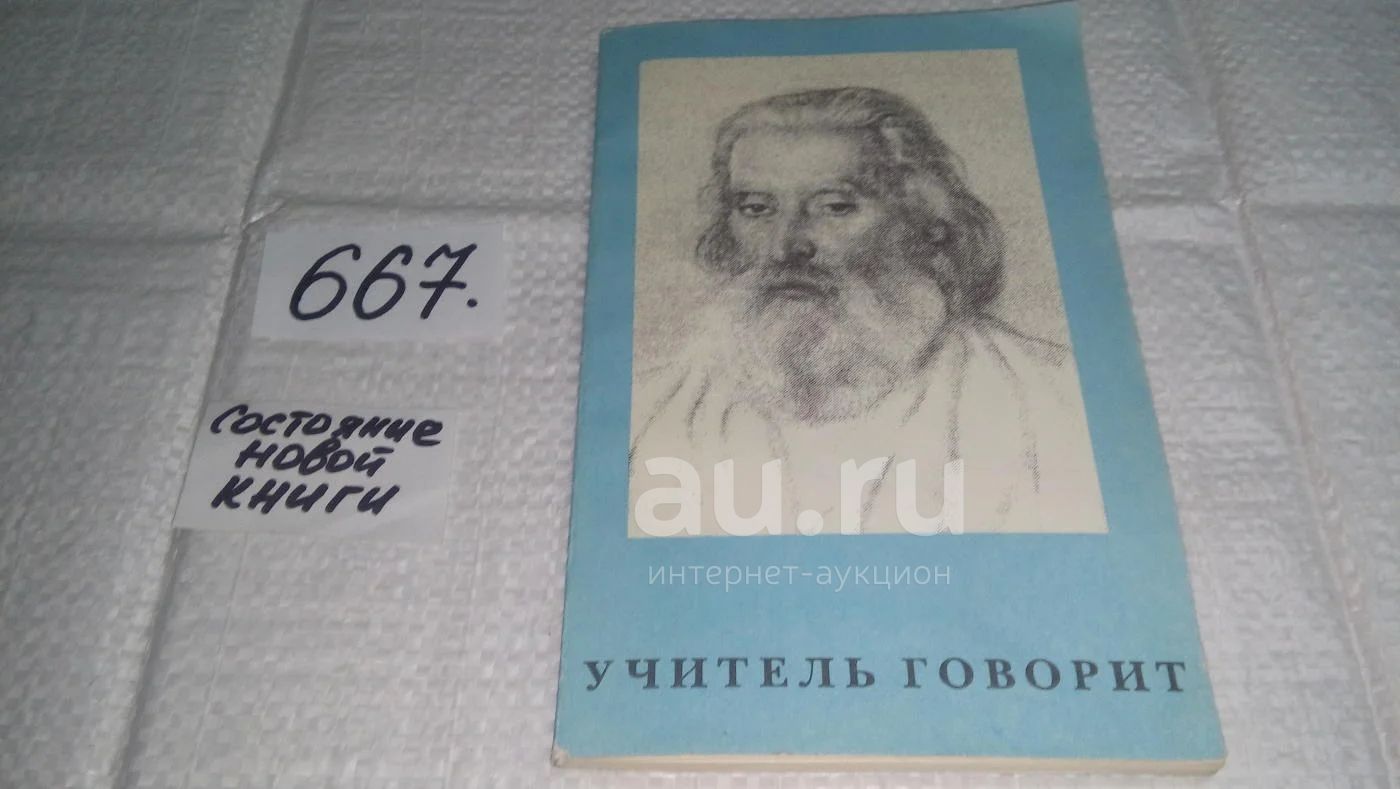 667.
состояние
новой
книги
au.ru
интернет-аукцион
УЧИТЕЛЬ ГОВОРИТ